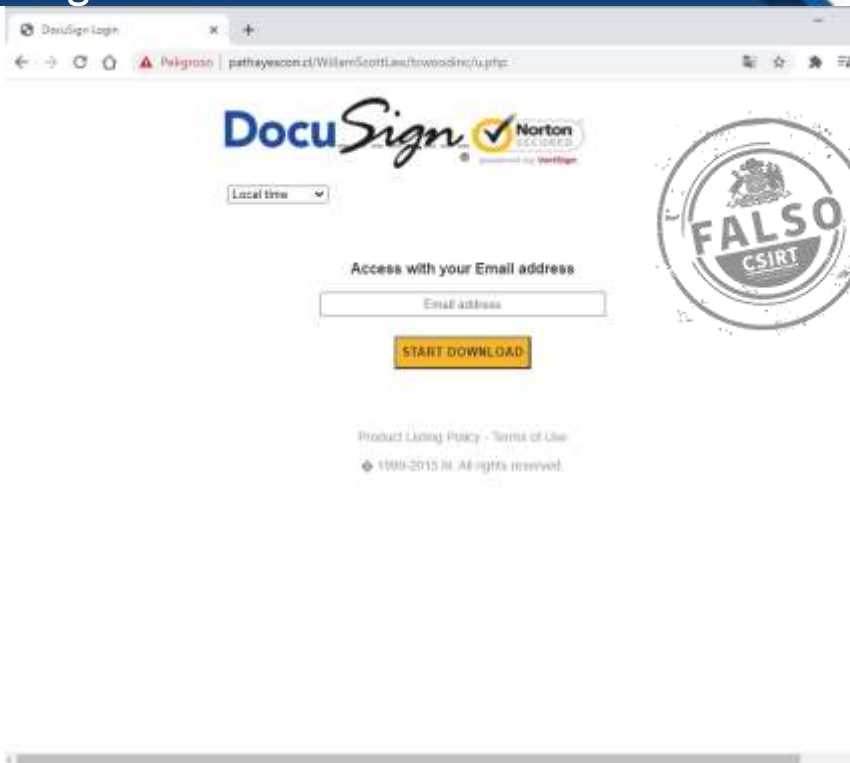 DocuSign Login
Peligroso | pathayescon.cl/WillamScottLaw/towoodinc/u.php
DocuSign
Norton
SECURED
powered by VeriSign
Local time
FALSO
CSIRT
Access with your Email address
Email address
START DOWNLOAD
Product Listing Policy - Terms of Use
� 1999-2015 N. All rights reserved.